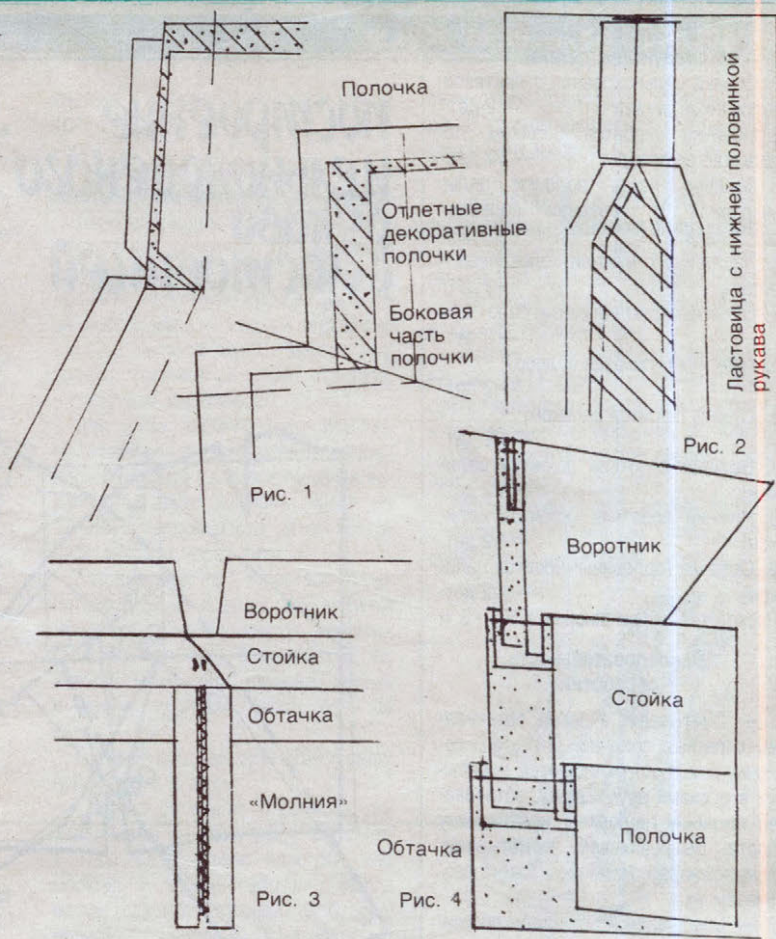 Полочка
Отлетные
декоративные
полочки
Боковая
часть
полочки
Рис. 1
Ластовица с нижней половинкой
рукава
Рис. 2
Воротник
Стойка
Обтачка
«Молния»
Рис. 3
Воротник
Стойка
Полочка
Обтачка
Рис. 4